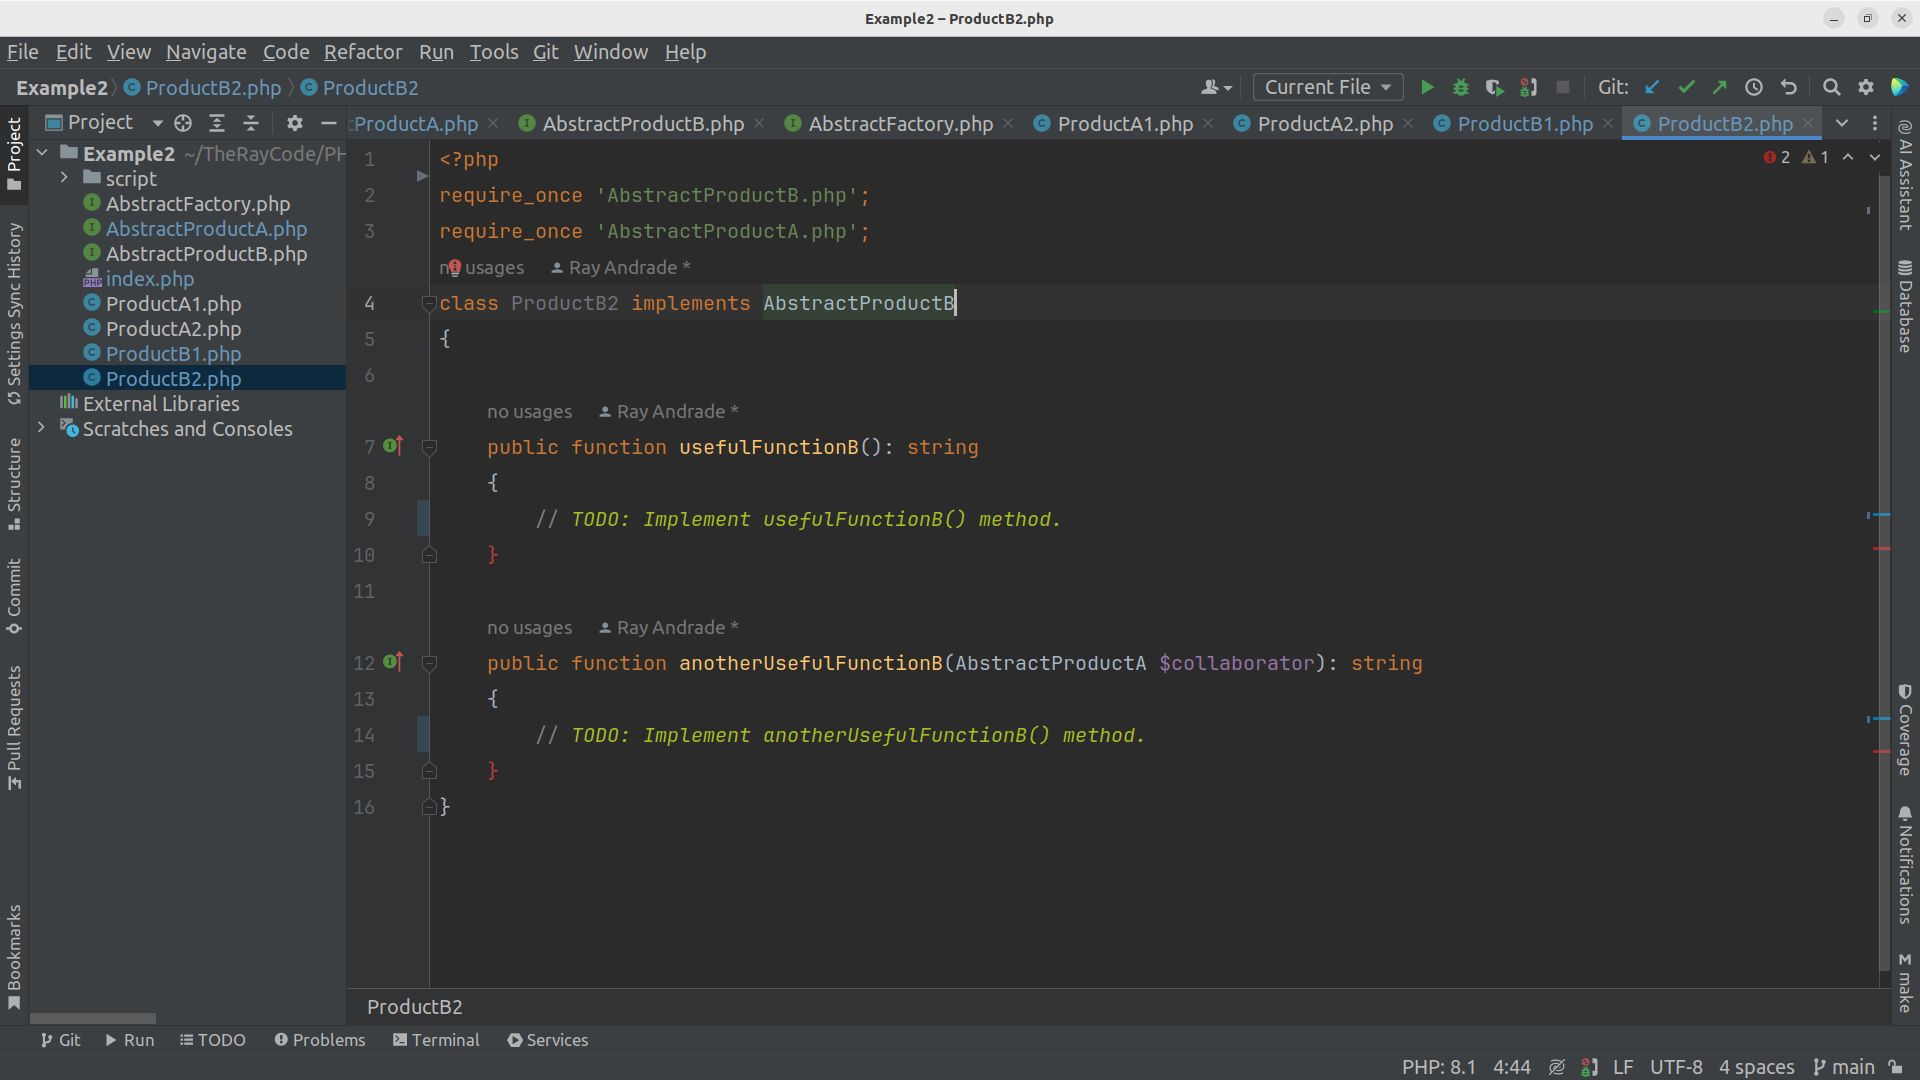 Example2 – ProductB2.php
File Edit View Navigate Code Refactor Run Tools Git Window Help
Example2 ProductB2.php ProductB2
Current File
Git:
Project
ProductA.php
AbstractProductB.php
AbstractFactory.php
ProductA1.php
ProductA2.php
ProductB1.php
ProductB2.php
Project
Settings Sync History
Structure
Commit
Pull Requests
Bookmarks
Example2 ~/TheRayCode/PH
script
AbstractFactory.php
AbstractProductA.php
AbstractProductB.php
index.php
ProductA1.php
ProductA2.php
ProductB1.php
ProductB2.php
External Libraries
Scratches and Consoles
2 1
1 <?php
2 require_once 'AbstractProductB.php';
3 require_once 'AbstractProductA.php';
usages Ray Andrade *
4 class ProductB2 implements AbstractProductB
5 {
6
no usages Ray Andrade *
7 public function usefulFunctionB(): string
8 {
9 // TODO: Implement usefulFunctionB() method.
10 }
11
no usages Ray Andrade *
12 public function anotherUsefulFunctionB(AbstractProductA $collaborator): string
13 {
14 // TODO: Implement anotherUsefulFunctionB() method.
15 }
16 }
ProductB2
AI Assistant
Database
Coverage
Notifications
make
Git Run TODO Problems Terminal Services
PHP: 8.1 4:44 LF UTF-8 4 spaces main